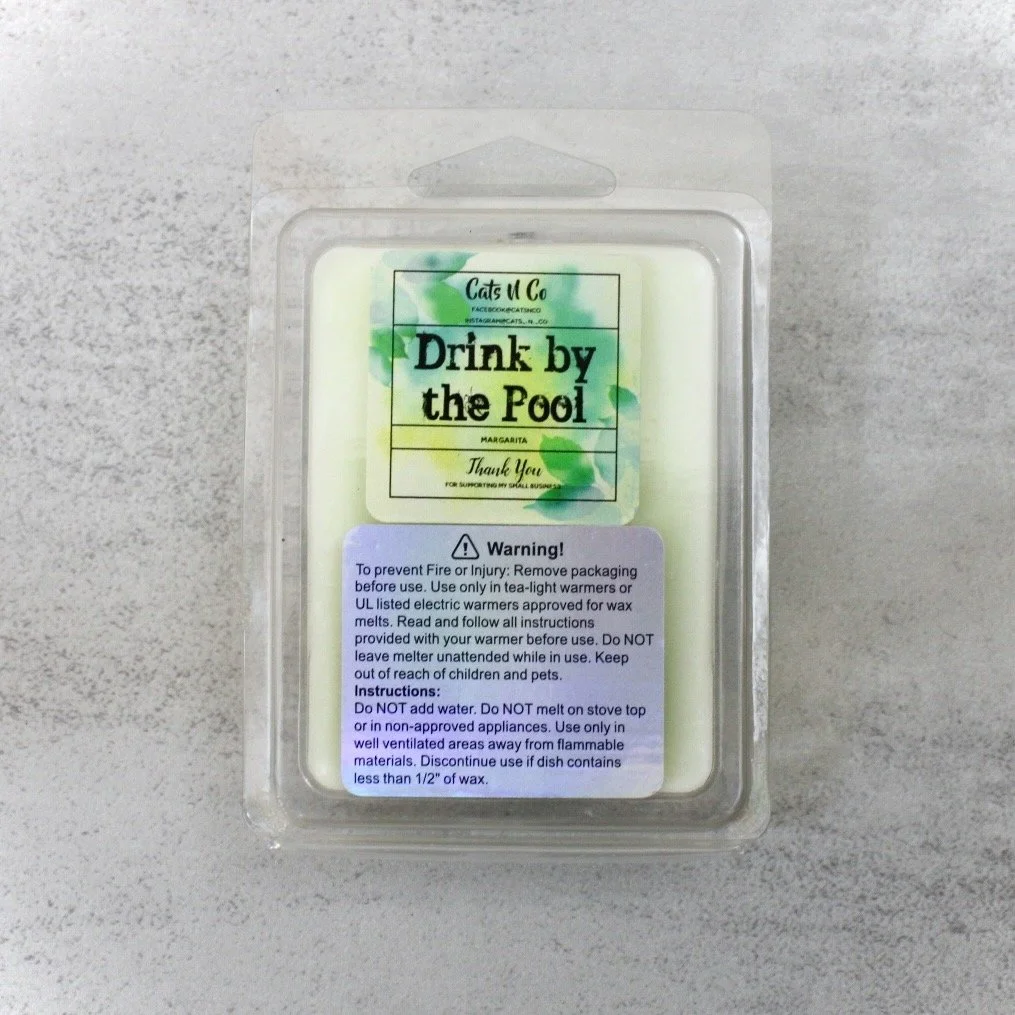 Cats N Co
FACEBOOK@CATSNCO
INSTAGRAM@CATS_N_CO
Drink by
the Pool
MARGARITA
Thank You
FOR SUPPORTING MY SMALL BUSINESS
Warning!
To prevent Fire or Injury: Remove packaging
before use. Use only in tea-light warmers or
UL listed electric warmers approved for wax
melts. Read and follow all instructions
provided with your warmer before use. Do NOT
leave melter unattended while in use. Keep
out of reach of children and pets.
Instructions:
Do NOT add water. Do NOT melt on stove top
or in non-approved appliances. Use only in
well ventilated areas away from flammable
materials. Discontinue use if dish contains
less than 1/2" of wax.